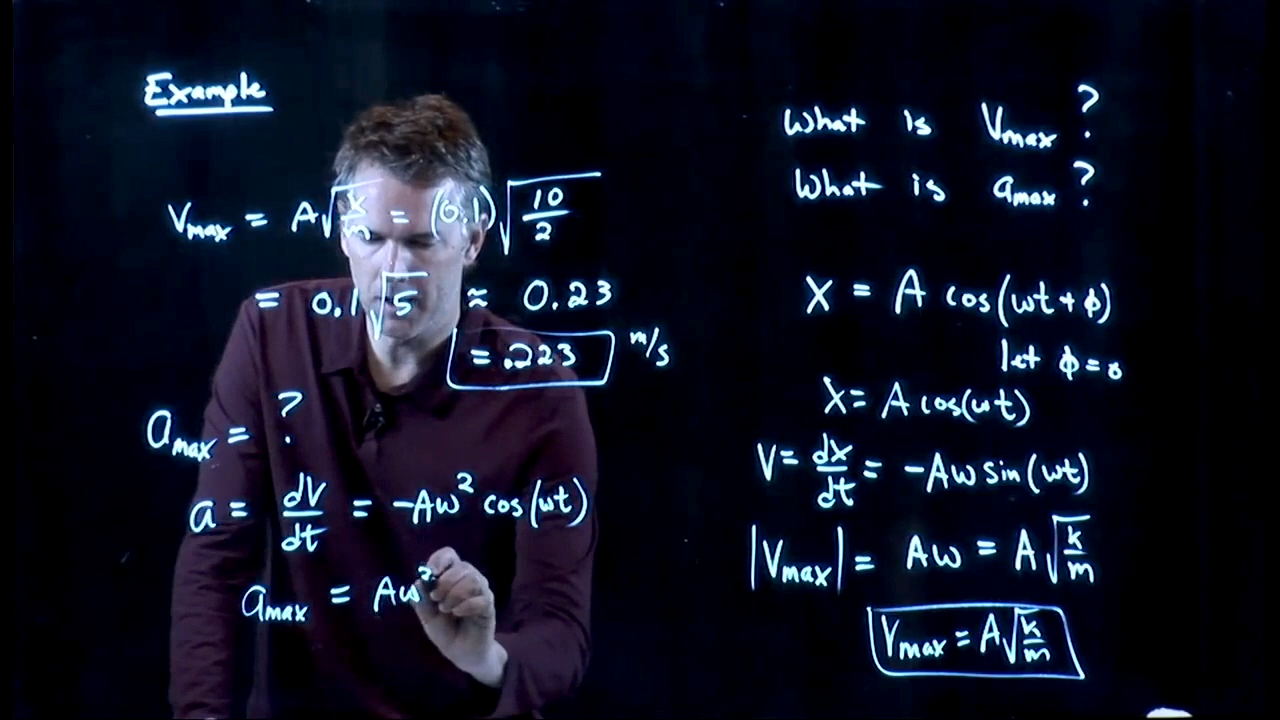 Example
Vmax = A√(k/m) = (0.1)√(10/2)
= 0.1√5 ≈ 0.23
= .223 m/s
amax = ?
a = dV/dt = -Aω² cos(ωt)
amax = Aω²
What is Vmax?
What is amax?
X = A cos(ωt + φ)
let φ = 0
X = A cos(ωt)
V = dx/dt = -Aω sin(ωt)
|Vmax| = Aω = A√(k/m)
Vmax = A√(k/m)